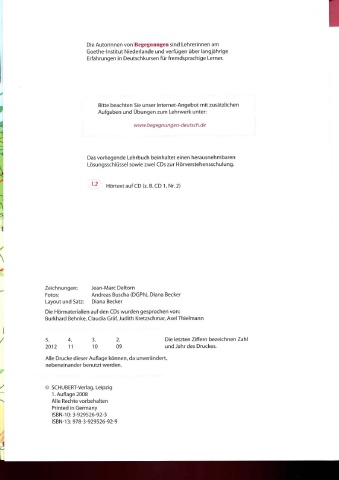 Die Autorinnen von Begegnungen sind Lehrerinnen am
Goethe-Institut Niederlande und verfügen über langjährige
Erfahrungen in Deutschkursen für fremdsprachige Lerner.
Bitte beachten Sie unser Internet-Angebot mit zusätzlichen
Aufgaben und Übungen zum Lehrwerk unter:
www.begegnungen-deutsch.de
Das vorliegende Lehrbuch beinhaltet einen herausnehmbaren
Lösungsschlüssel sowie zwei CDs zur Hörverstehensschulung.
1.2 Hörtext auf CD (z. B. CD 1, Nr. 2)
Zeichnungen: Jean-Marc Deltorn
Fotos: Andreas Buscha (DGPh), Diana Becker
Layout und Satz: Diana Becker
Die Hörmaterialien auf den CDs wurden gesprochen von:
Burkhard Behnke, Claudia Gräf, Judith Kretzschmar, Axel Thielmann
5. 4. 3. 2. Die letzten Ziffern bezeichnen Zahl
2012 11 10 09 und Jahr des Druckes.
Alle Drucke dieser Auflage können, da unverändert,
nebeneinander benutzt werden.
© SCHUBERT-Verlag, Leipzig
1. Auflage 2008
Alle Rechte vorbehalten
Printed in Germany
ISBN-10: 3-929526-92-3
ISBN-13: 978-3-929526-92-9